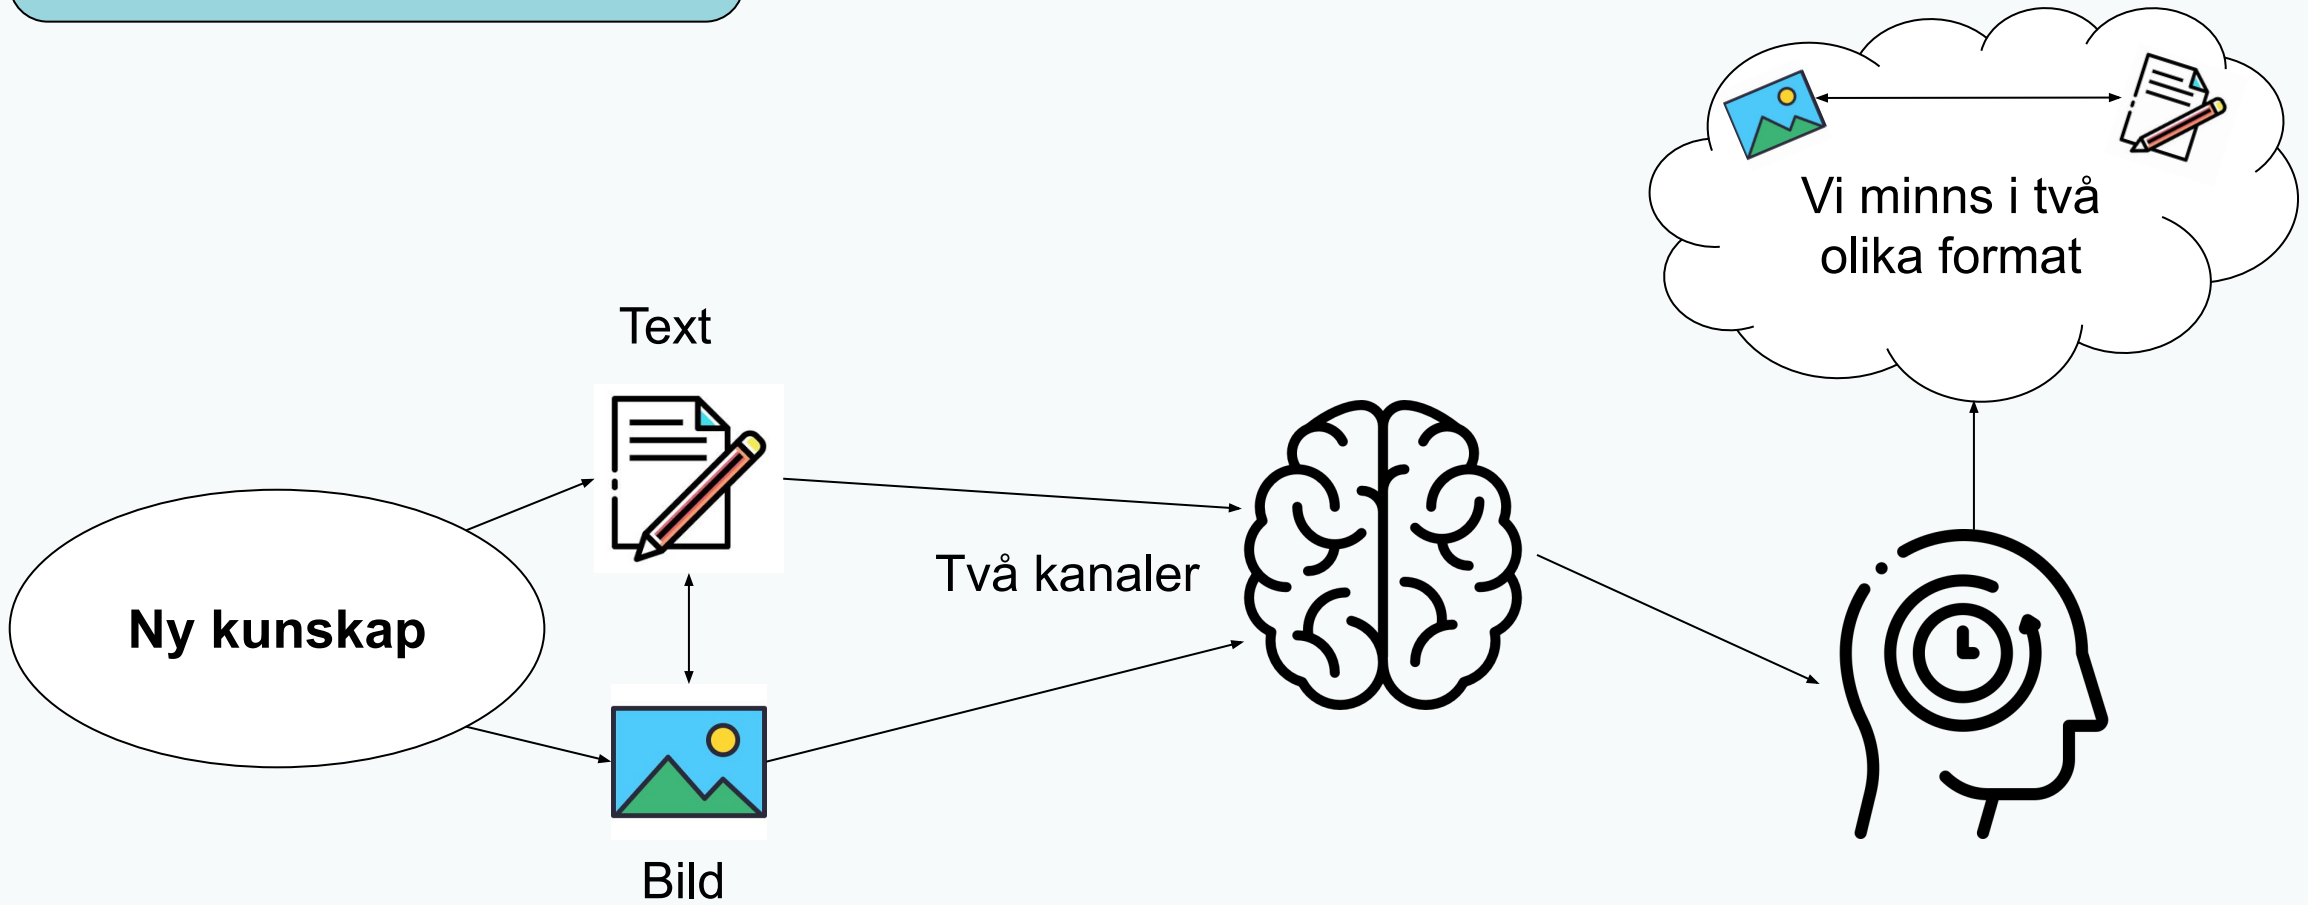 Vi minns i två
olika format
Text
Två kanaler
Ny kunskap
Bild